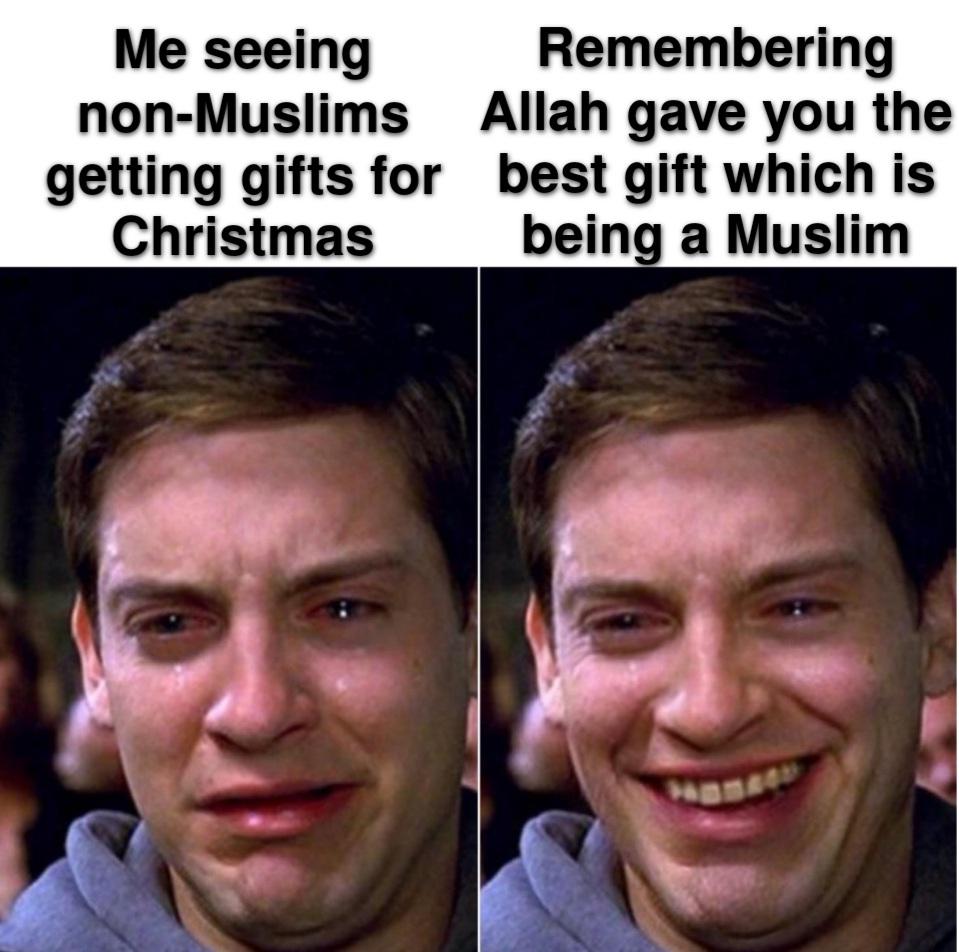 Me seeing
non-Muslims
getting gifts for
Christmas
Remembering
Allah gave you the
best gift which is
being a Muslim